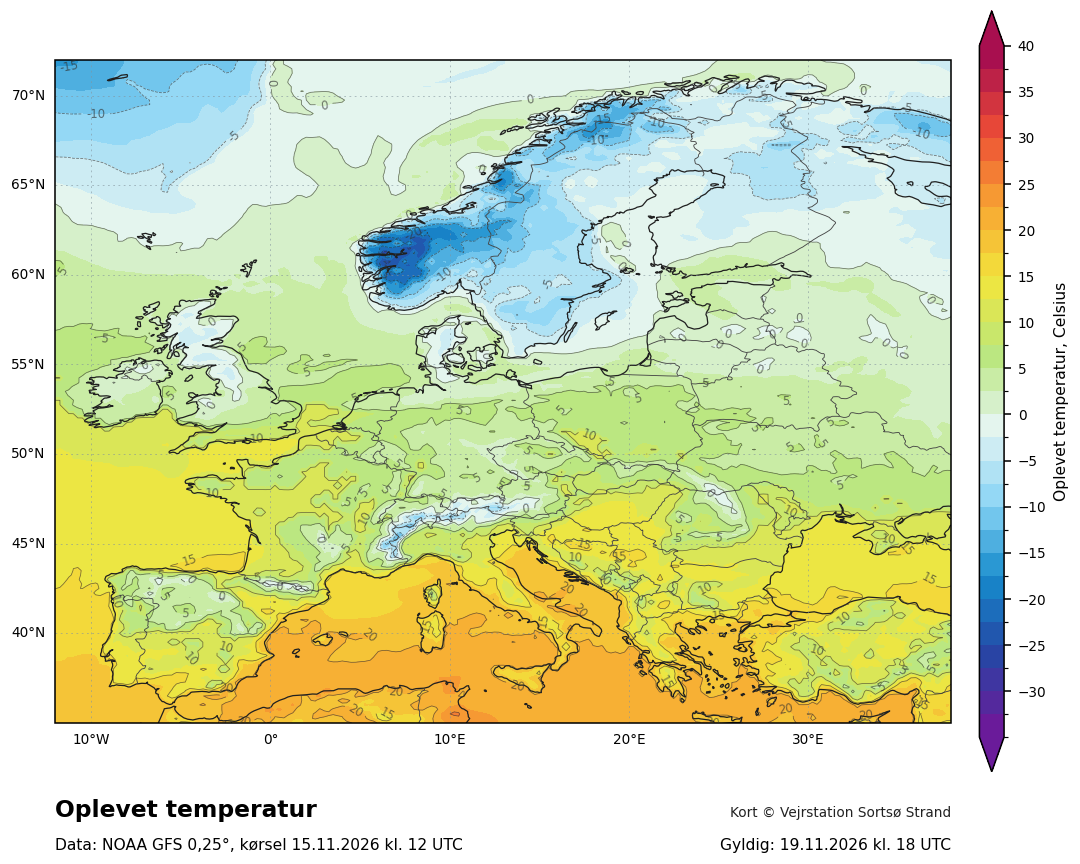 70°N
65°N
60°N
55°N
50°N
45°N
40°N
10°W
0°
10°E
20°E
30°E
40
35
30
25
20
15
10
5
0
−5
−10
−15
−20
−25
−30
Oplevet temperatur, Celsius
Oplevet temperatur
Kort © Vejrstation Sortsø Strand
Data: NOAA GFS 0,25°, kørsel 15.11.2026 kl. 12 UTC
Gyldig: 19.11.2026 kl. 18 UTC